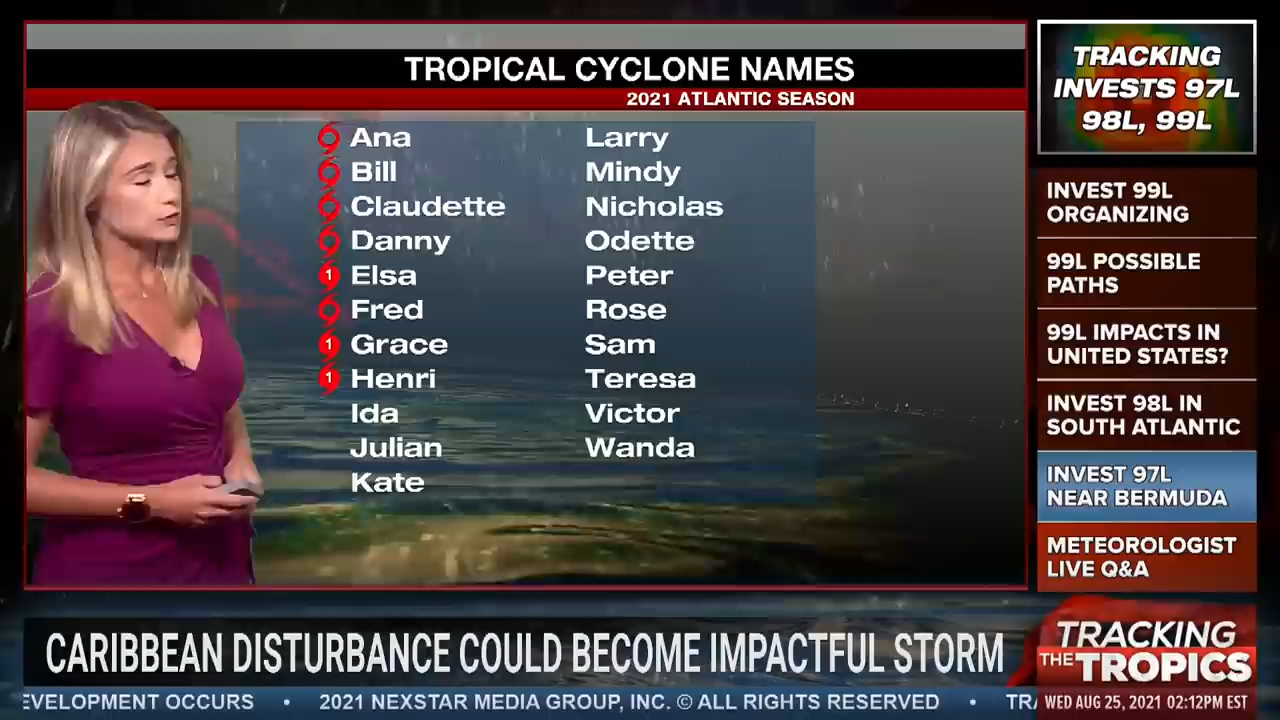 TROPICAL CYCLONE NAMES
2021 ATLANTIC SEASON
Ana
Bill
Claudette
Danny
1 Elsa
Fred
1 Grace
1 Henri
Ida
Julian
Kate
Larry
Mindy
Nicholas
Odette
Peter
Rose
Sam
Teresa
Victor
Wanda
TRACKING
INVESTS 97L
98L, 99L
INVEST 99L
ORGANIZING
99L POSSIBLE
PATHS
99L IMPACTS IN
UNITED STATES?
INVEST 98L IN
SOUTH ATLANTIC
INVEST 97L
NEAR BERMUDA
METEOROLOGIST
LIVE Q&A
CARIBBEAN DISTURBANCE COULD BECOME IMPACTFUL STORM
TRACKING
THE TROPICS
EVELOPMENT OCCURS • 2021 NEXSTAR MEDIA GROUP, INC. © ALL RIGHTS RESERVED • TR
WED AUG 25, 2021 02:12PM EST